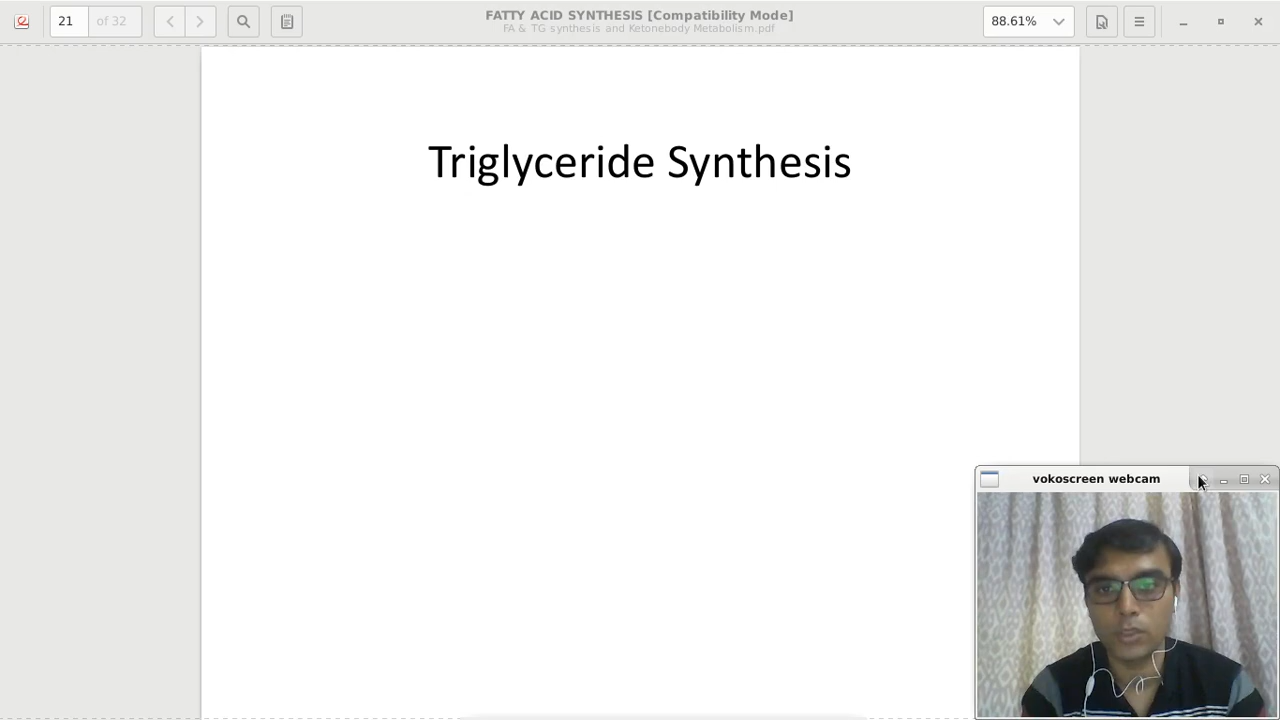 21 of 32
FATTY ACID SYNTHESIS [Compatibility Mode]
FA & TG synthesis and Ketonebody Metabolism.pdf
88.61%
Triglyceride Synthesis
vokoscreen webcam